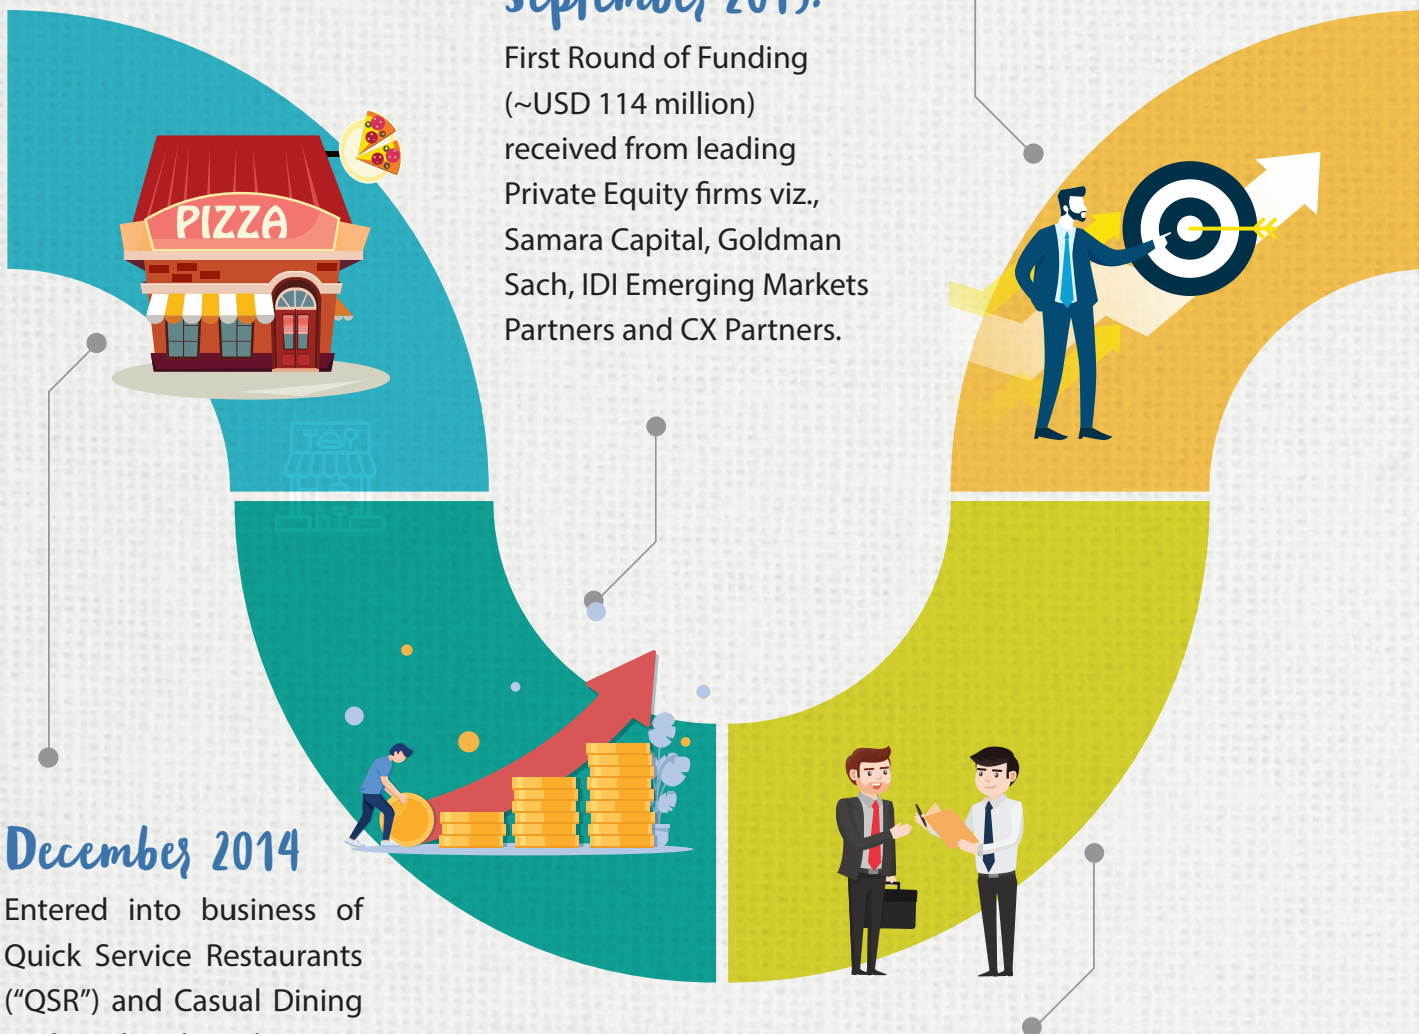 September 2015:
First Round of Funding
(~USD 114 million)
received from leading
Private Equity firms viz.,
Samara Capital, Goldman
Sach, IDI Emerging Markets
Partners and CX Partners.
PIZZA
December 2014
Entered into business of
Quick Service Restaurants
(“QSR”) and Casual Dining